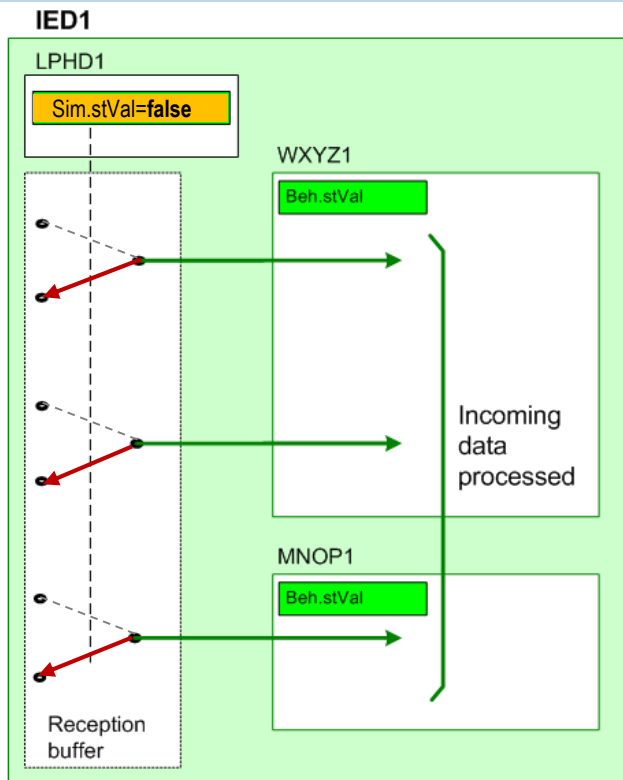 IED1
LPHD1
Sim.stVal=false
WXYZ1
Beh.stVal
Incoming
data
processed
MNOP1
Beh.stVal
Reception
buffer